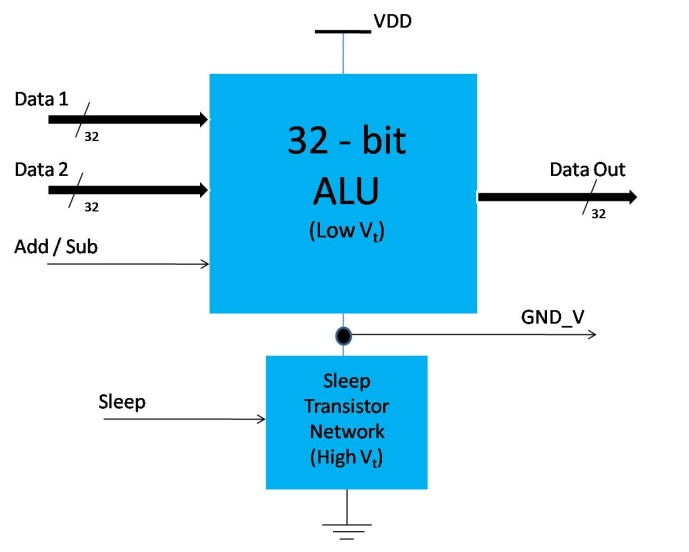 VDD
Data 1
32
32 - bit
ALU
(Low Vt)
Data 2
32
Data Out
32
Add / Sub
GND_V
Sleep
Sleep
Transistor
Network
(High Vt)